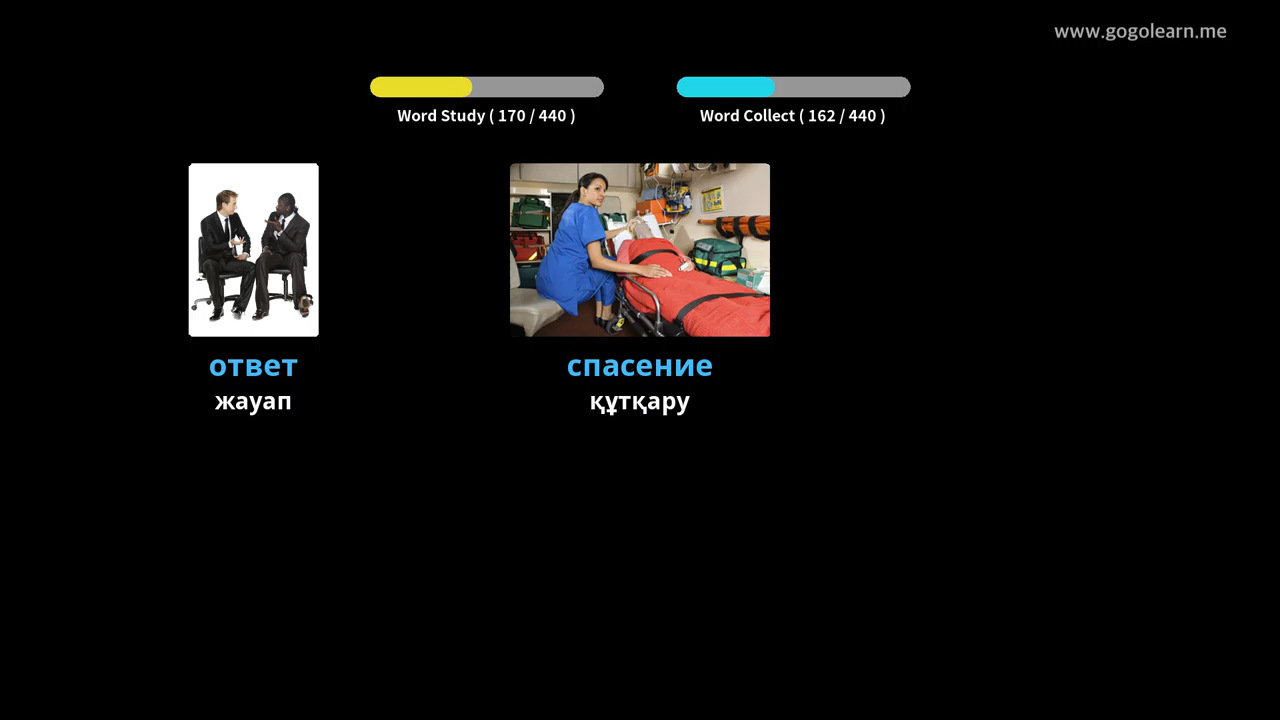 www.gogolearn.me
Word Study ( 170 / 440 )
Word Collect ( 162 / 440 )
ответ
жауап
спасение
құтқару